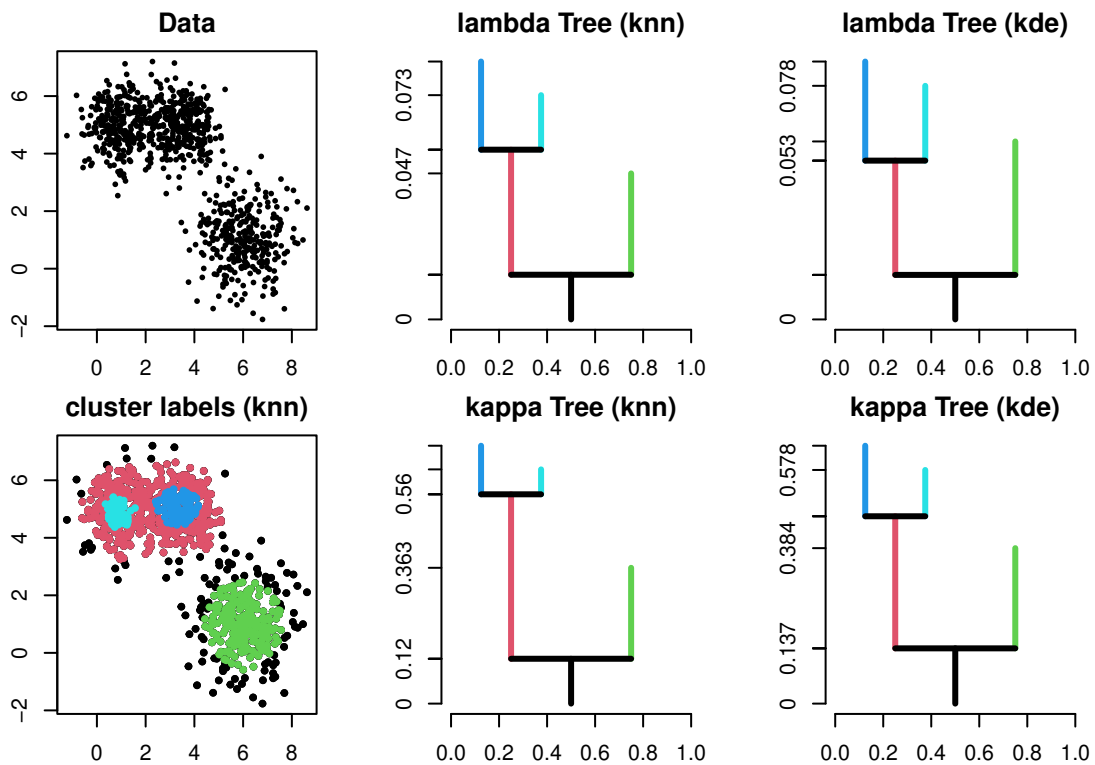 Data
6
4
2
0
−2
0 2 4 6 8
lambda Tree (knn)
0.073
0.047
0
0.0 0.2 0.4 0.6 0.8 1.0
lambda Tree (kde)
0.078
0.053
0
0.0 0.2 0.4 0.6 0.8 1.0
cluster labels (knn)
6
4
2
0
−2
0 2 4 6 8
kappa Tree (knn)
0.56
0.363
0.12
0
0.0 0.2 0.4 0.6 0.8 1.0
kappa Tree (kde)
0.578
0.384
0.137
0
0.0 0.2 0.4 0.6 0.8 1.0